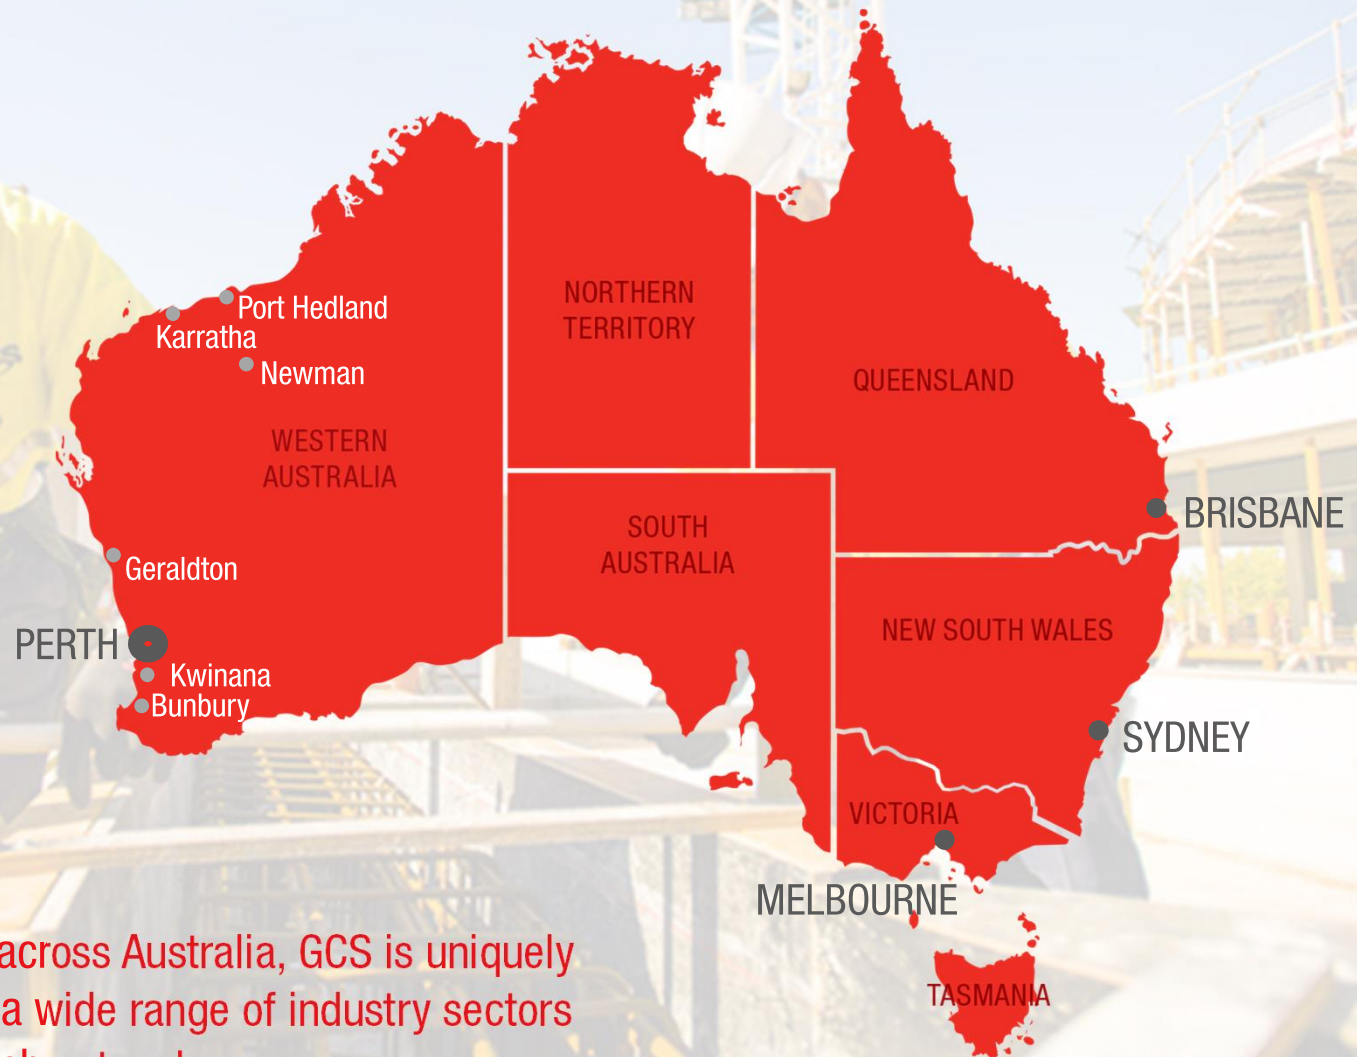 NORTHERN
TERRITORY
Port Hedland
Karratha
Newman
QUEENSLAND
WESTERN
AUSTRALIA
BRISBANE
SOUTH
AUSTRALIA
Geraldton
NEW SOUTH WALES
PERTH
Kwinana
Bunbury
SYDNEY
VICTORIA
MELBOURNE
across Australia, GCS is uniquely
TASMANIA
a wide range of industry sectors